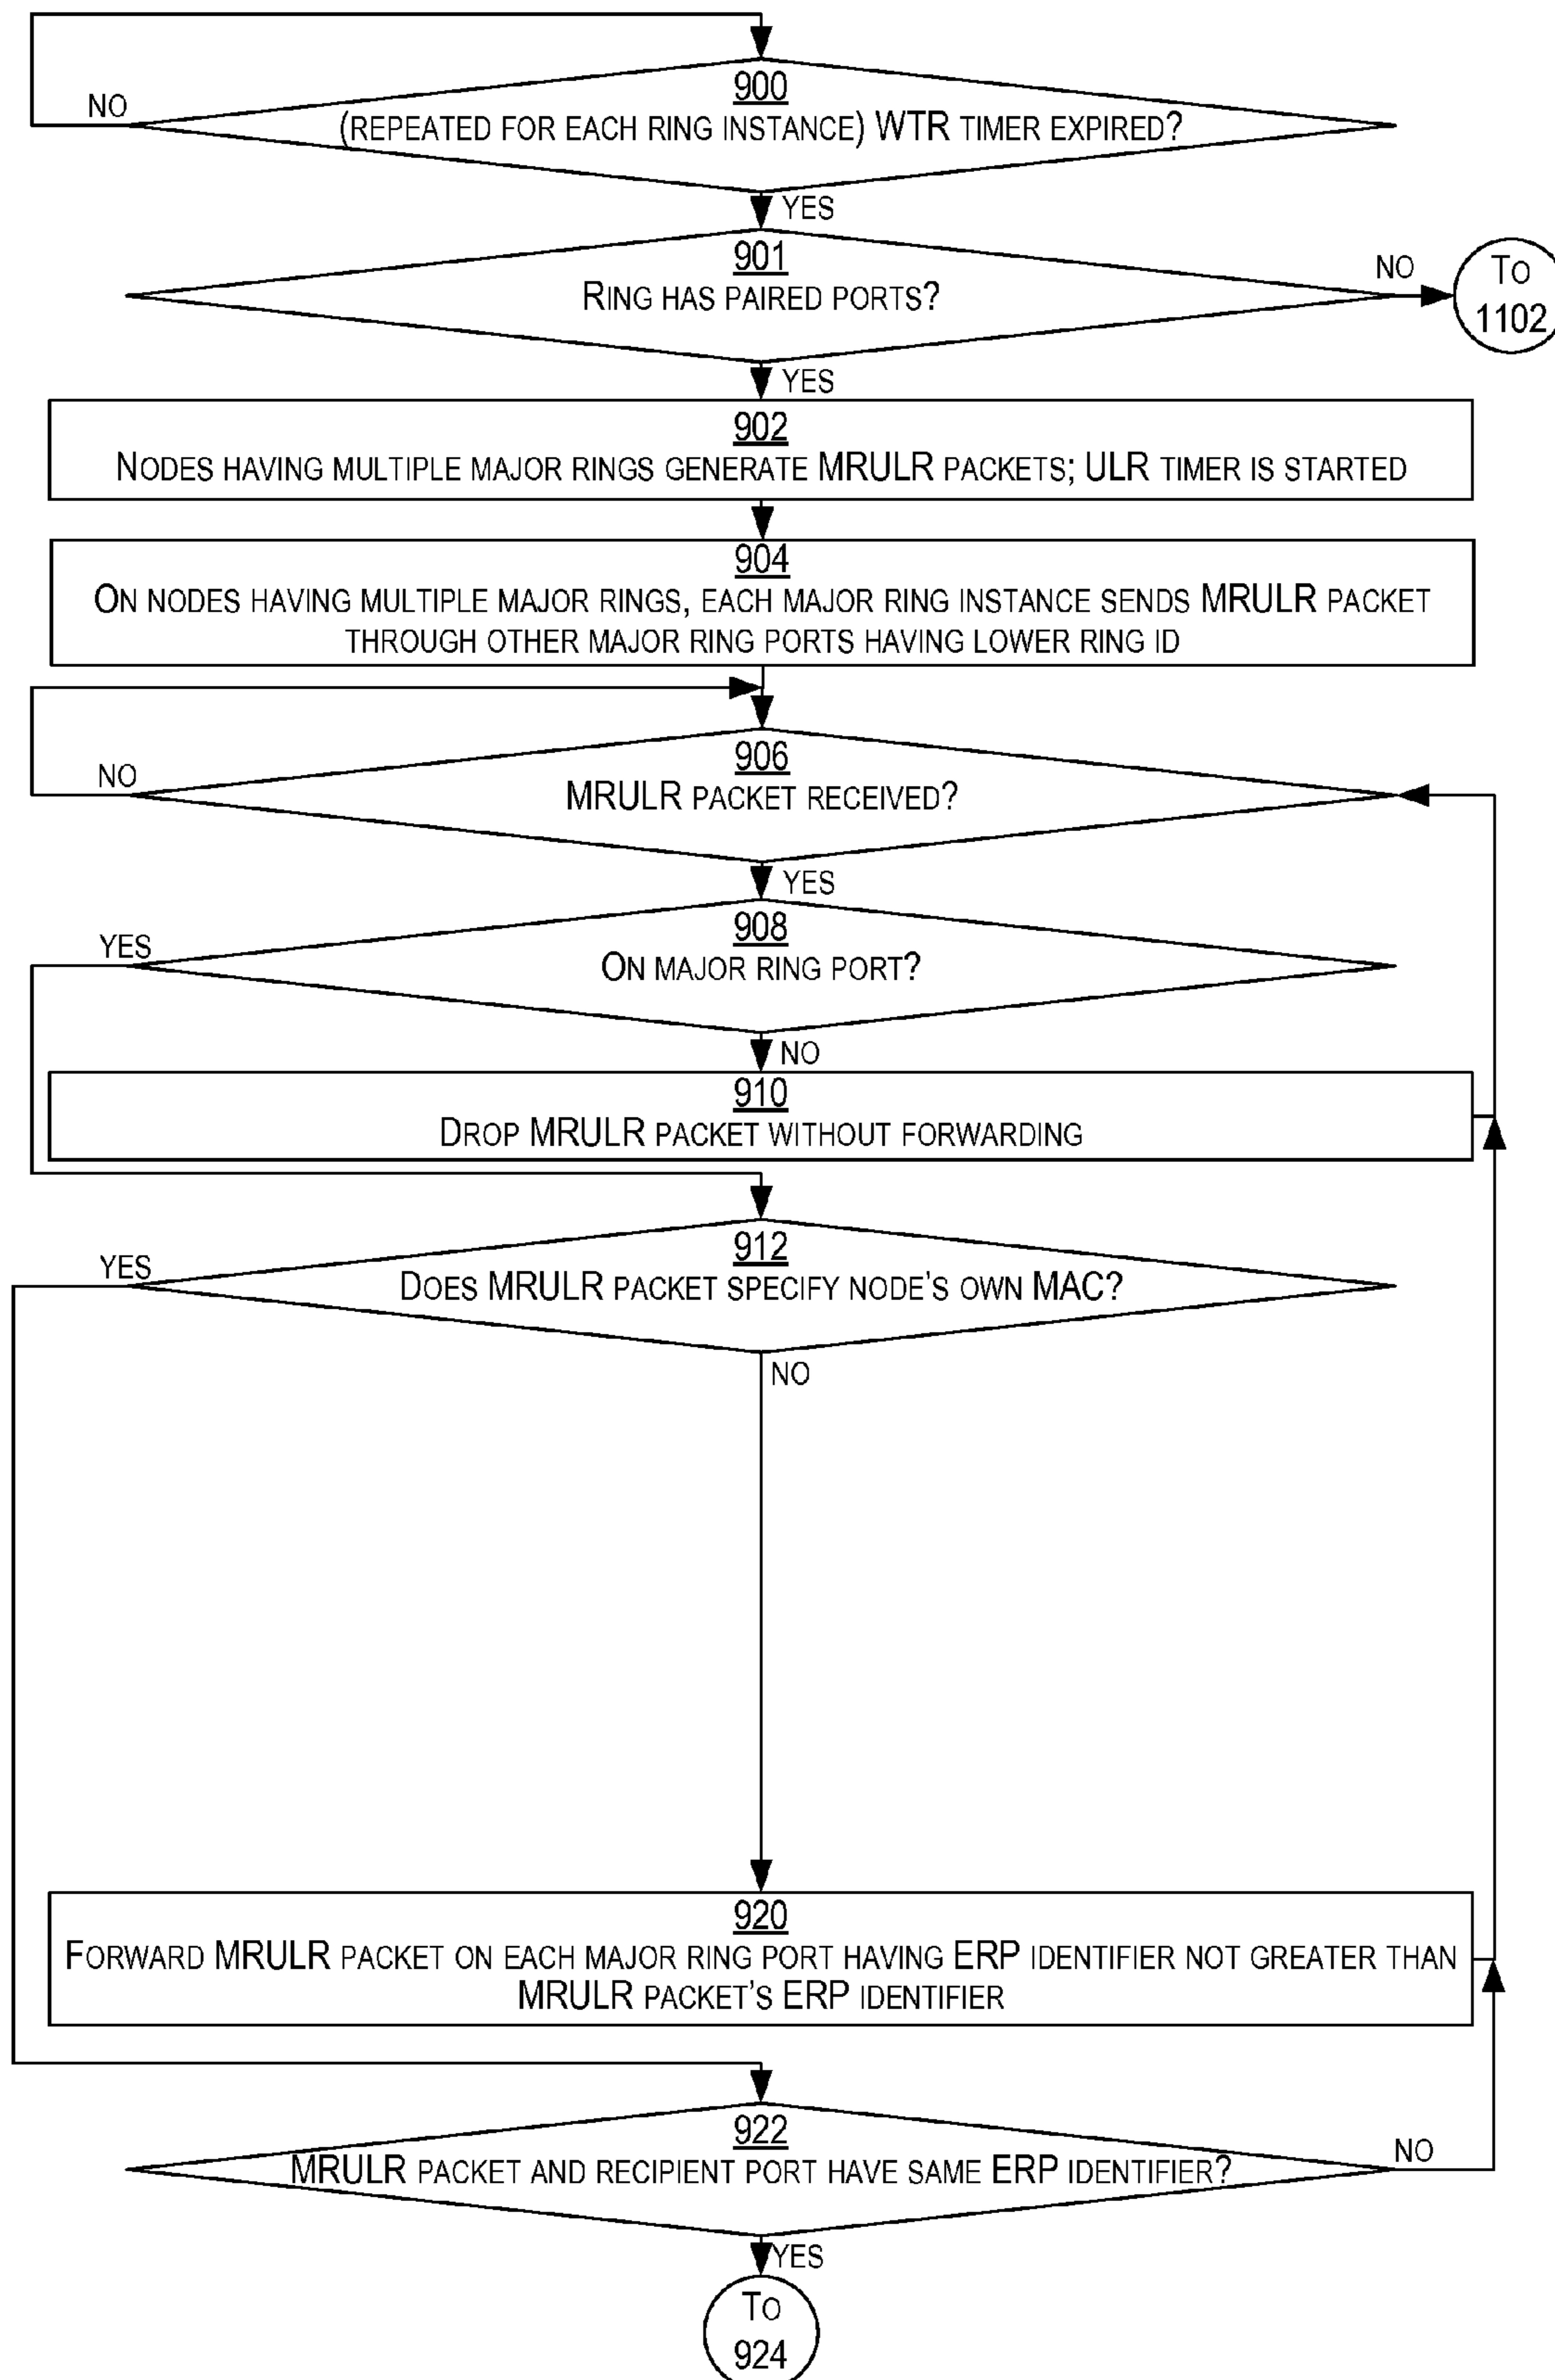 900
NO
(REPEATED FOR EACH RING INSTANCE) WTR TIMER EXPIRED?
YES
901
RING HAS PAIRED PORTS?
NO
TO
1102
YES
902
NODES HAVING MULTIPLE MAJOR RINGS GENERATE MRULR PACKETS; ULR TIMER IS STARTED
904
ON NODES HAVING MULTIPLE MAJOR RINGS, EACH MAJOR RING INSTANCE SENDS MRULR PACKET
THROUGH OTHER MAJOR RING PORTS HAVING LOWER RING ID
906
NO
MRULR PACKET RECEIVED?
YES
908
YES
ON MAJOR RING PORT?
NO
910
DROP MRULR PACKET WITHOUT FORWARDING
912
YES
DOES MRULR PACKET SPECIFY NODE'S OWN MAC?
NO
920
FORWARD MRULR PACKET ON EACH MAJOR RING PORT HAVING ERP IDENTIFIER NOT GREATER THAN
MRULR PACKET'S ERP IDENTIFIER
922
MRULR PACKET AND RECIPIENT PORT HAVE SAME ERP IDENTIFIER?
NO
YES
TO
924